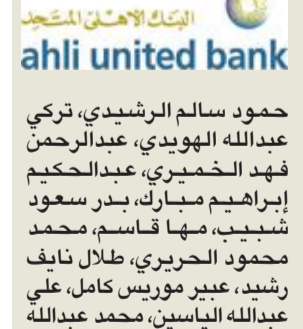 البنك الأهلي المتحد
ahli united bank
حمود سالم الرشيدي، تركي
عبدالله الهويدي، عبدالرحمن
فهد الخميري، عبدالحكيم
إبراهيم مبارك، بدر سعود
شبيب، مها قاسم، محمد
محمود الحريري، طلال نايف
رشيد، عبير موريس كامل، علي
عبدالله الياسين، محمد عبدالله